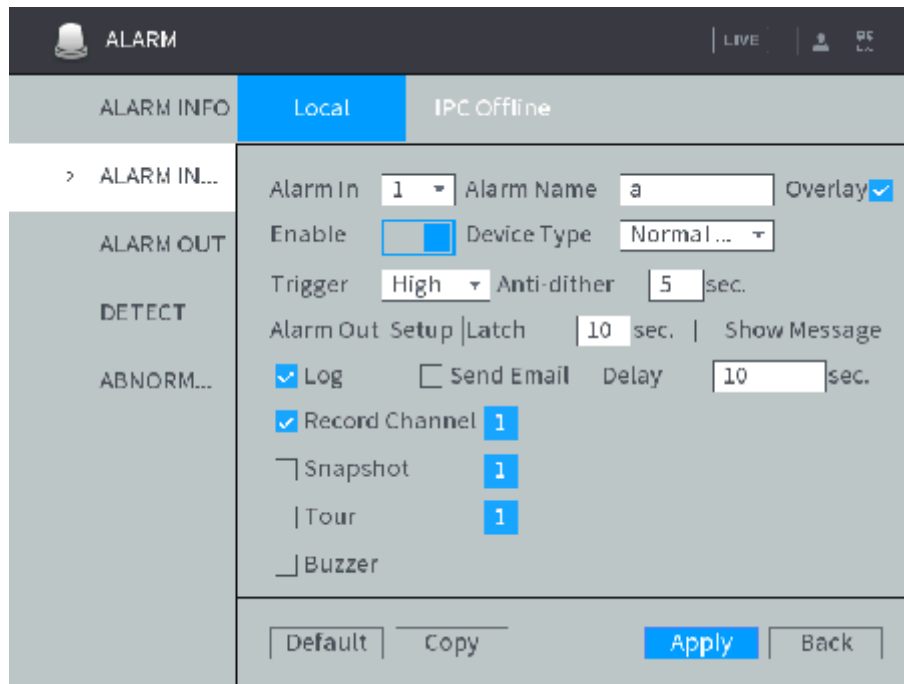 ALARM LIVE
ALARM INFO Local IPC Offline
> ALARM IN...
Alarm In 1 Alarm Name a Overlay
ALARM OUT Enable Device Type Normal ...
Trigger High Anti-dither 5 sec.
DETECT
Alarm Out Setup Latch 10 sec. Show Message
ABNORM... Log Send Email Delay 10 sec.
Record Channel 1
Snapshot 1
Tour 1
Buzzer
Default Copy Apply Back